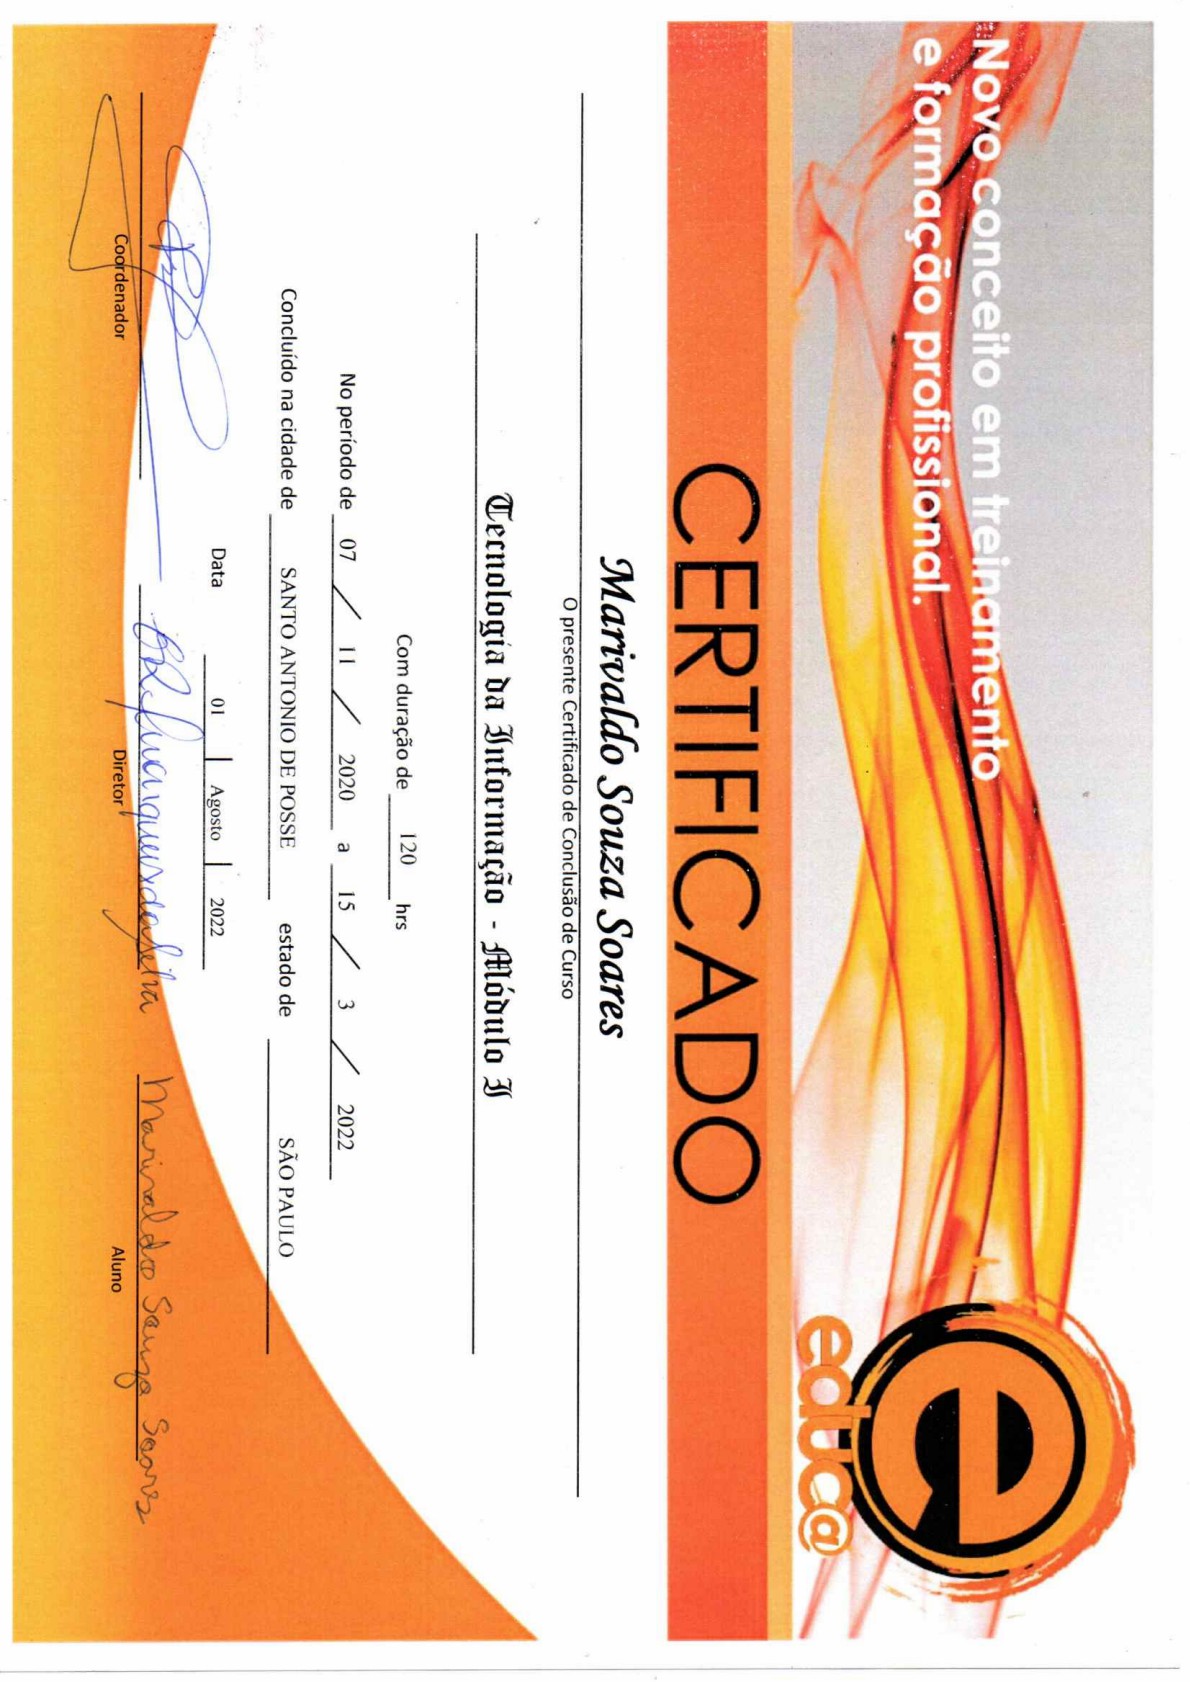 Novo conceito em treinamento
e formação profissional.
e
educ@
CERTIFICADO
Marivaldo Souza Soares
O presente Certificado de Conclusão de Curso
Tecnologia da Informação - Módulo I
Com duração de 120 hrs
No período de 07 / 11 / 2020 a 15 / 3 / 2022
Concluído na cidade de SANTO ANTONIO DE POSSE estado de SÃO PAULO
Data 01 | Agosto | 2022
Marivaldo Souza Soares
Coordenador Diretor Aluno